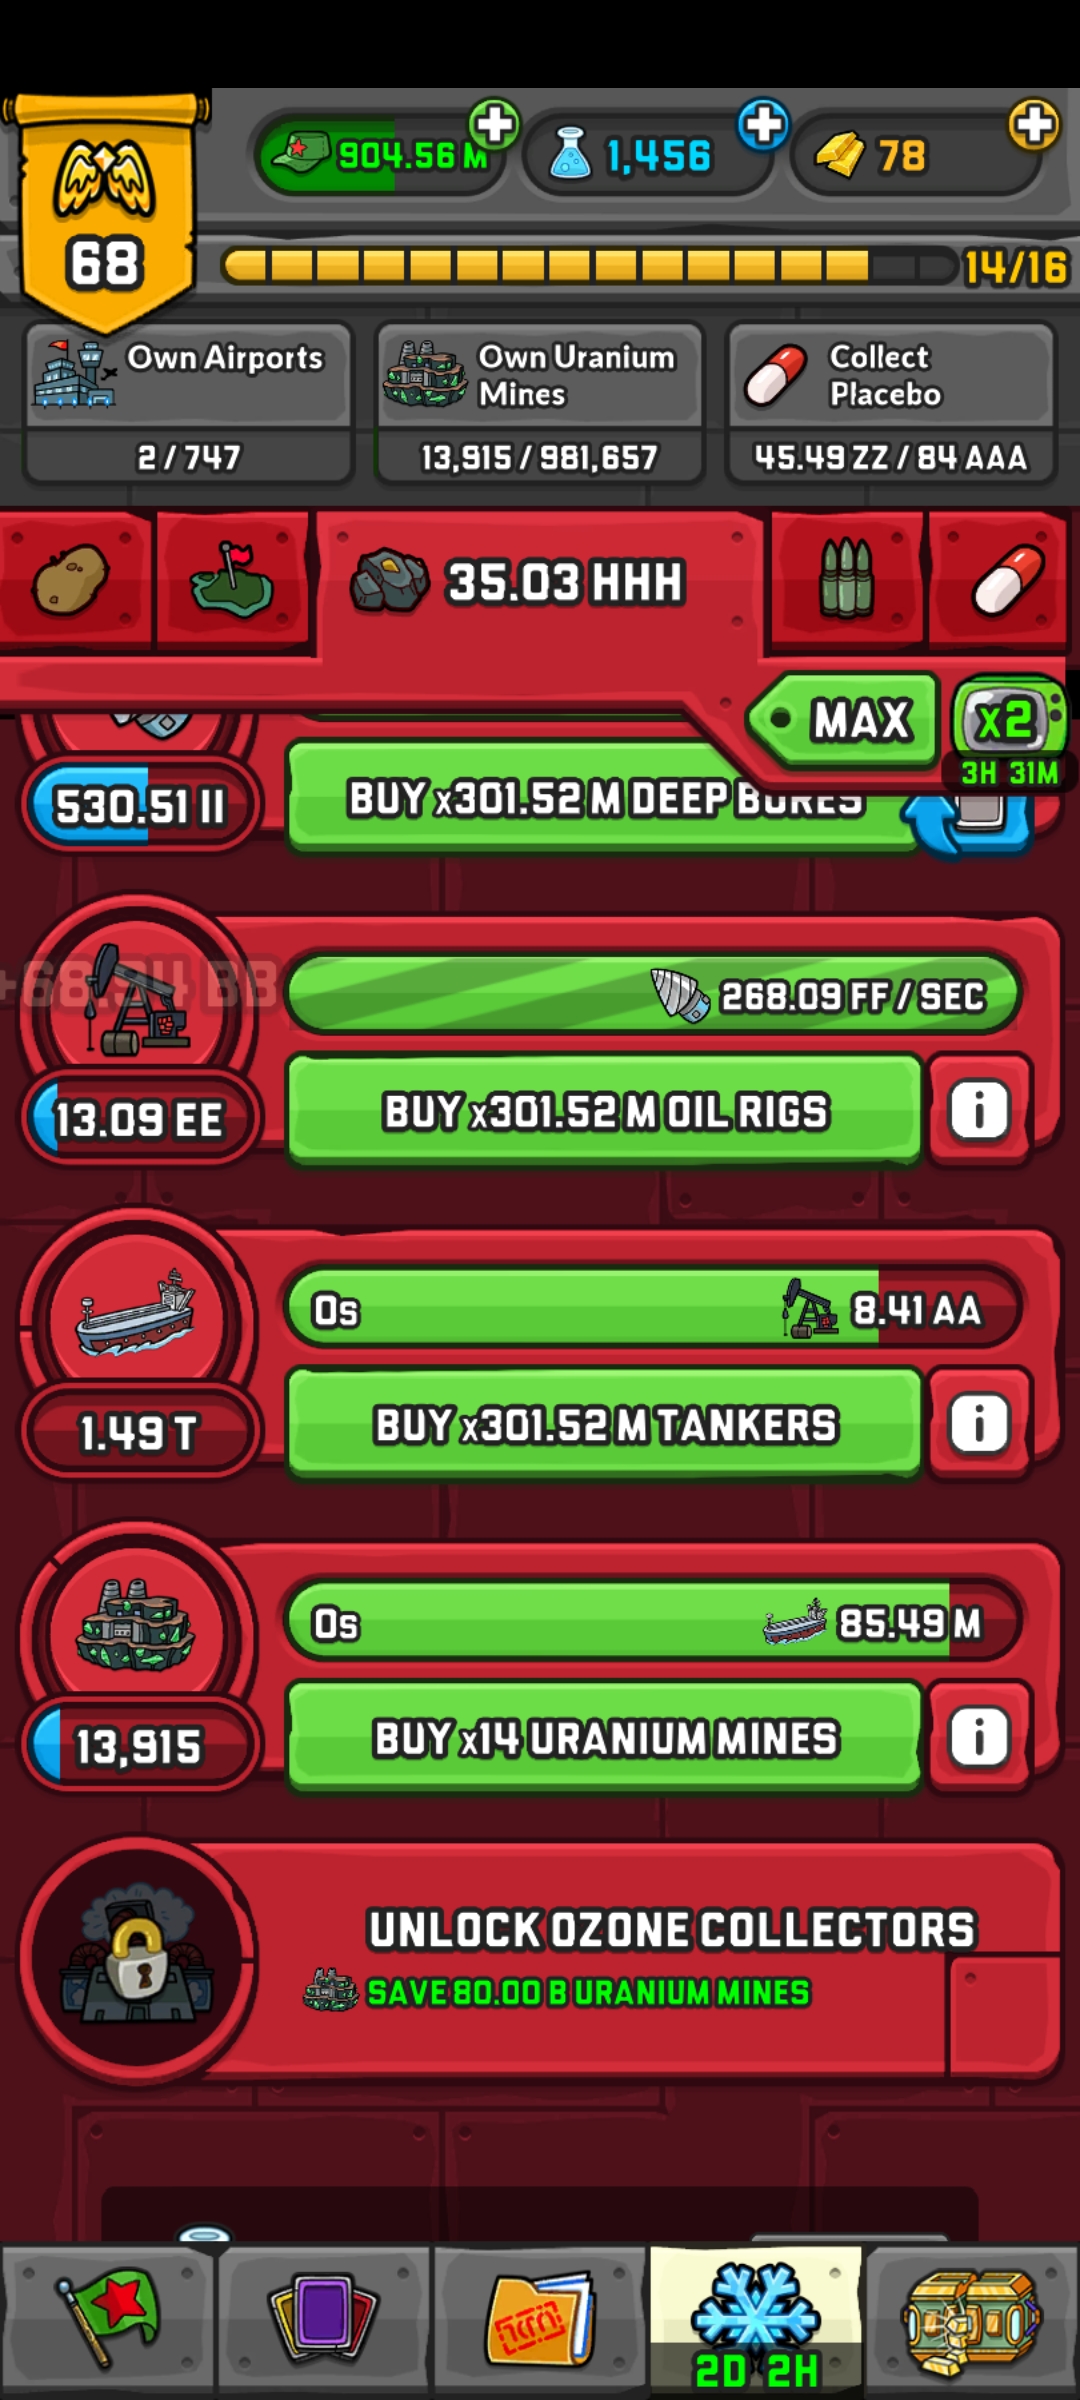 904.56 M
1,456
78
68
14/16
Own Airports
2 / 747
Own Uranium
Mines
13,915 / 981,657
Collect
Placebo
45.49 ZZ / 84 AAA
35.03 HHH
MAX
x2
3H 31M
530.51 II
BUY x301.52 M DEEP BORES
+68.94 BB
268.09 FF / SEC
13.09 EE
BUY x301.52 M OIL RIGS
i
0s
8.41 AA
1.49 T
BUY x301.52 M TANKERS
i
0s
85.49 M
13,915
BUY x14 URANIUM MINES
i
UNLOCK OZONE COLLECTORS
SAVE 80.00 B URANIUM MINES
2D 2H